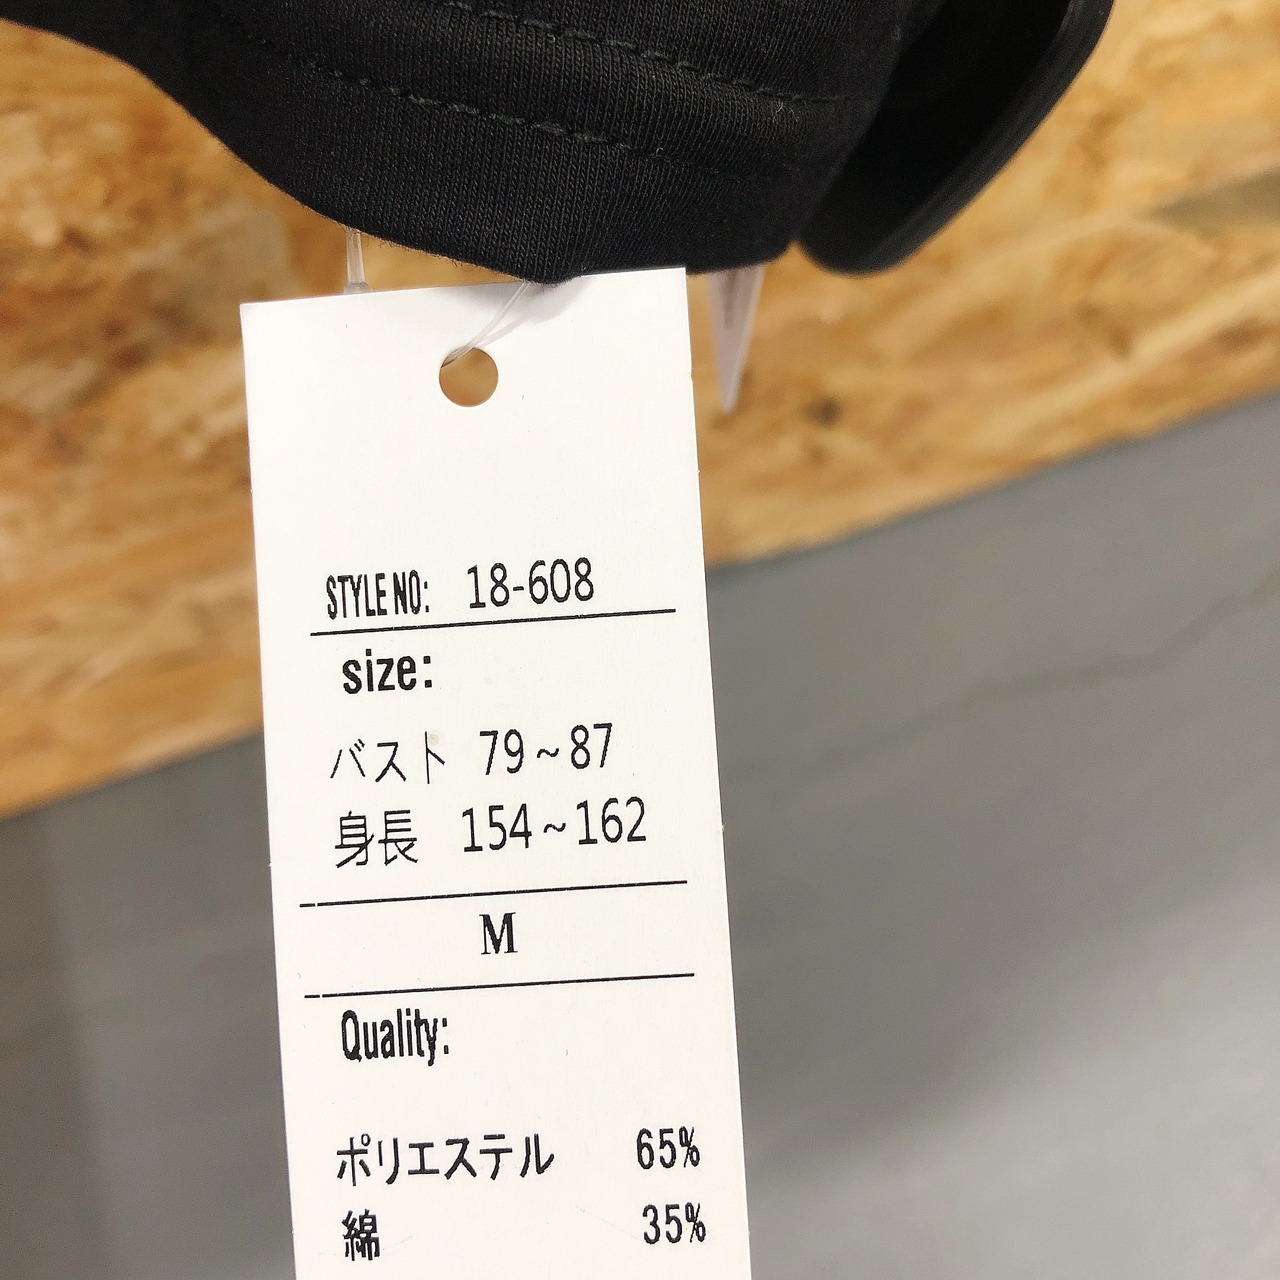 STYLE NO: 18-608
size:
バスト 79~87
身長 154~162
M
Quality:
ポリエステル 65%
綿 35%